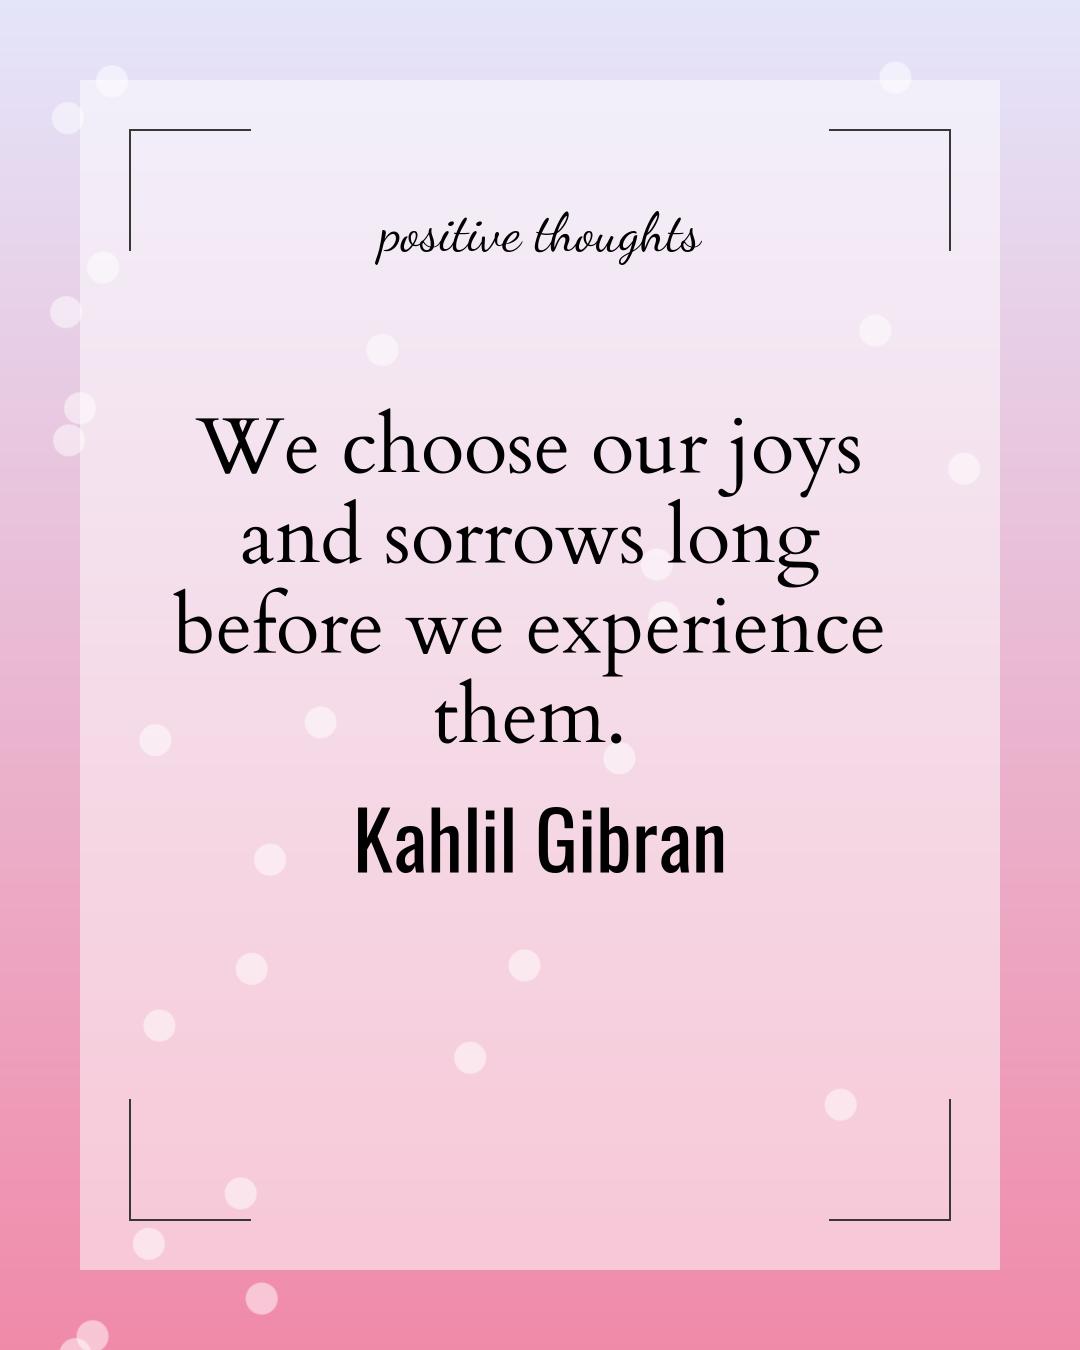 positive thoughts
We choose our joys
and sorrows long
before we experience
them.
Kahlil Gibran